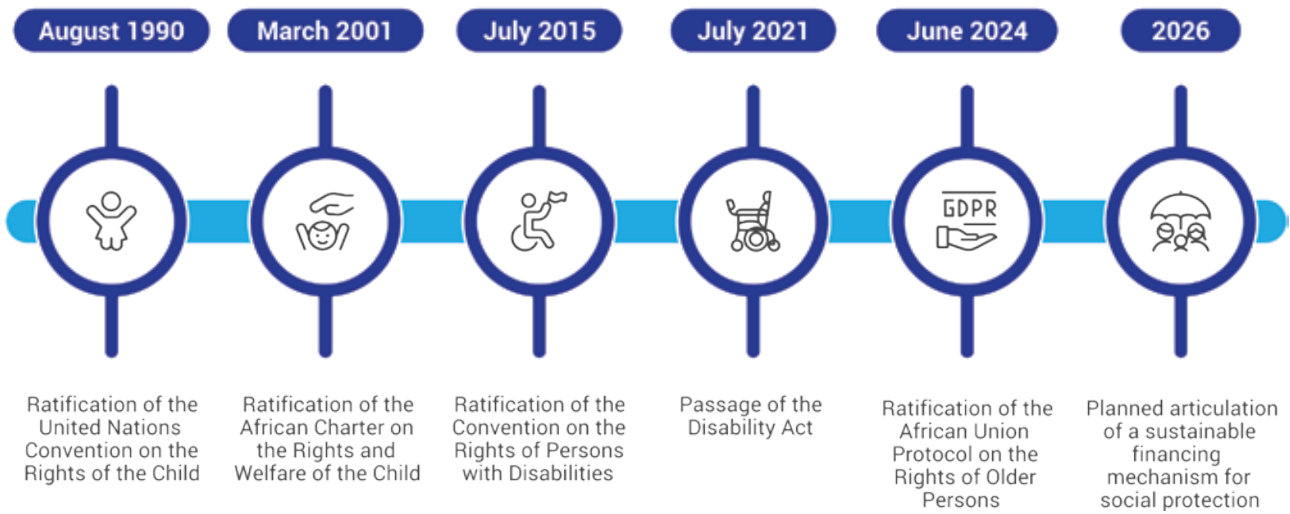 August 1990
March 2001
July 2015
July 2021
June 2024
2026
GDPR
Ratification of the
United Nations
Convention on the
Rights of the Child
Ratification of the
African Charter on
the Rights and
Welfare of the Child
Ratification of the
Convention on the
Rights of Persons
with Disabilities
Passage of the
Disability Act
Ratification of the
African Union
Protocol on the
Rights of Older
Persons
Planned articulation
of a sustainable
financing
mechanism for
social protection